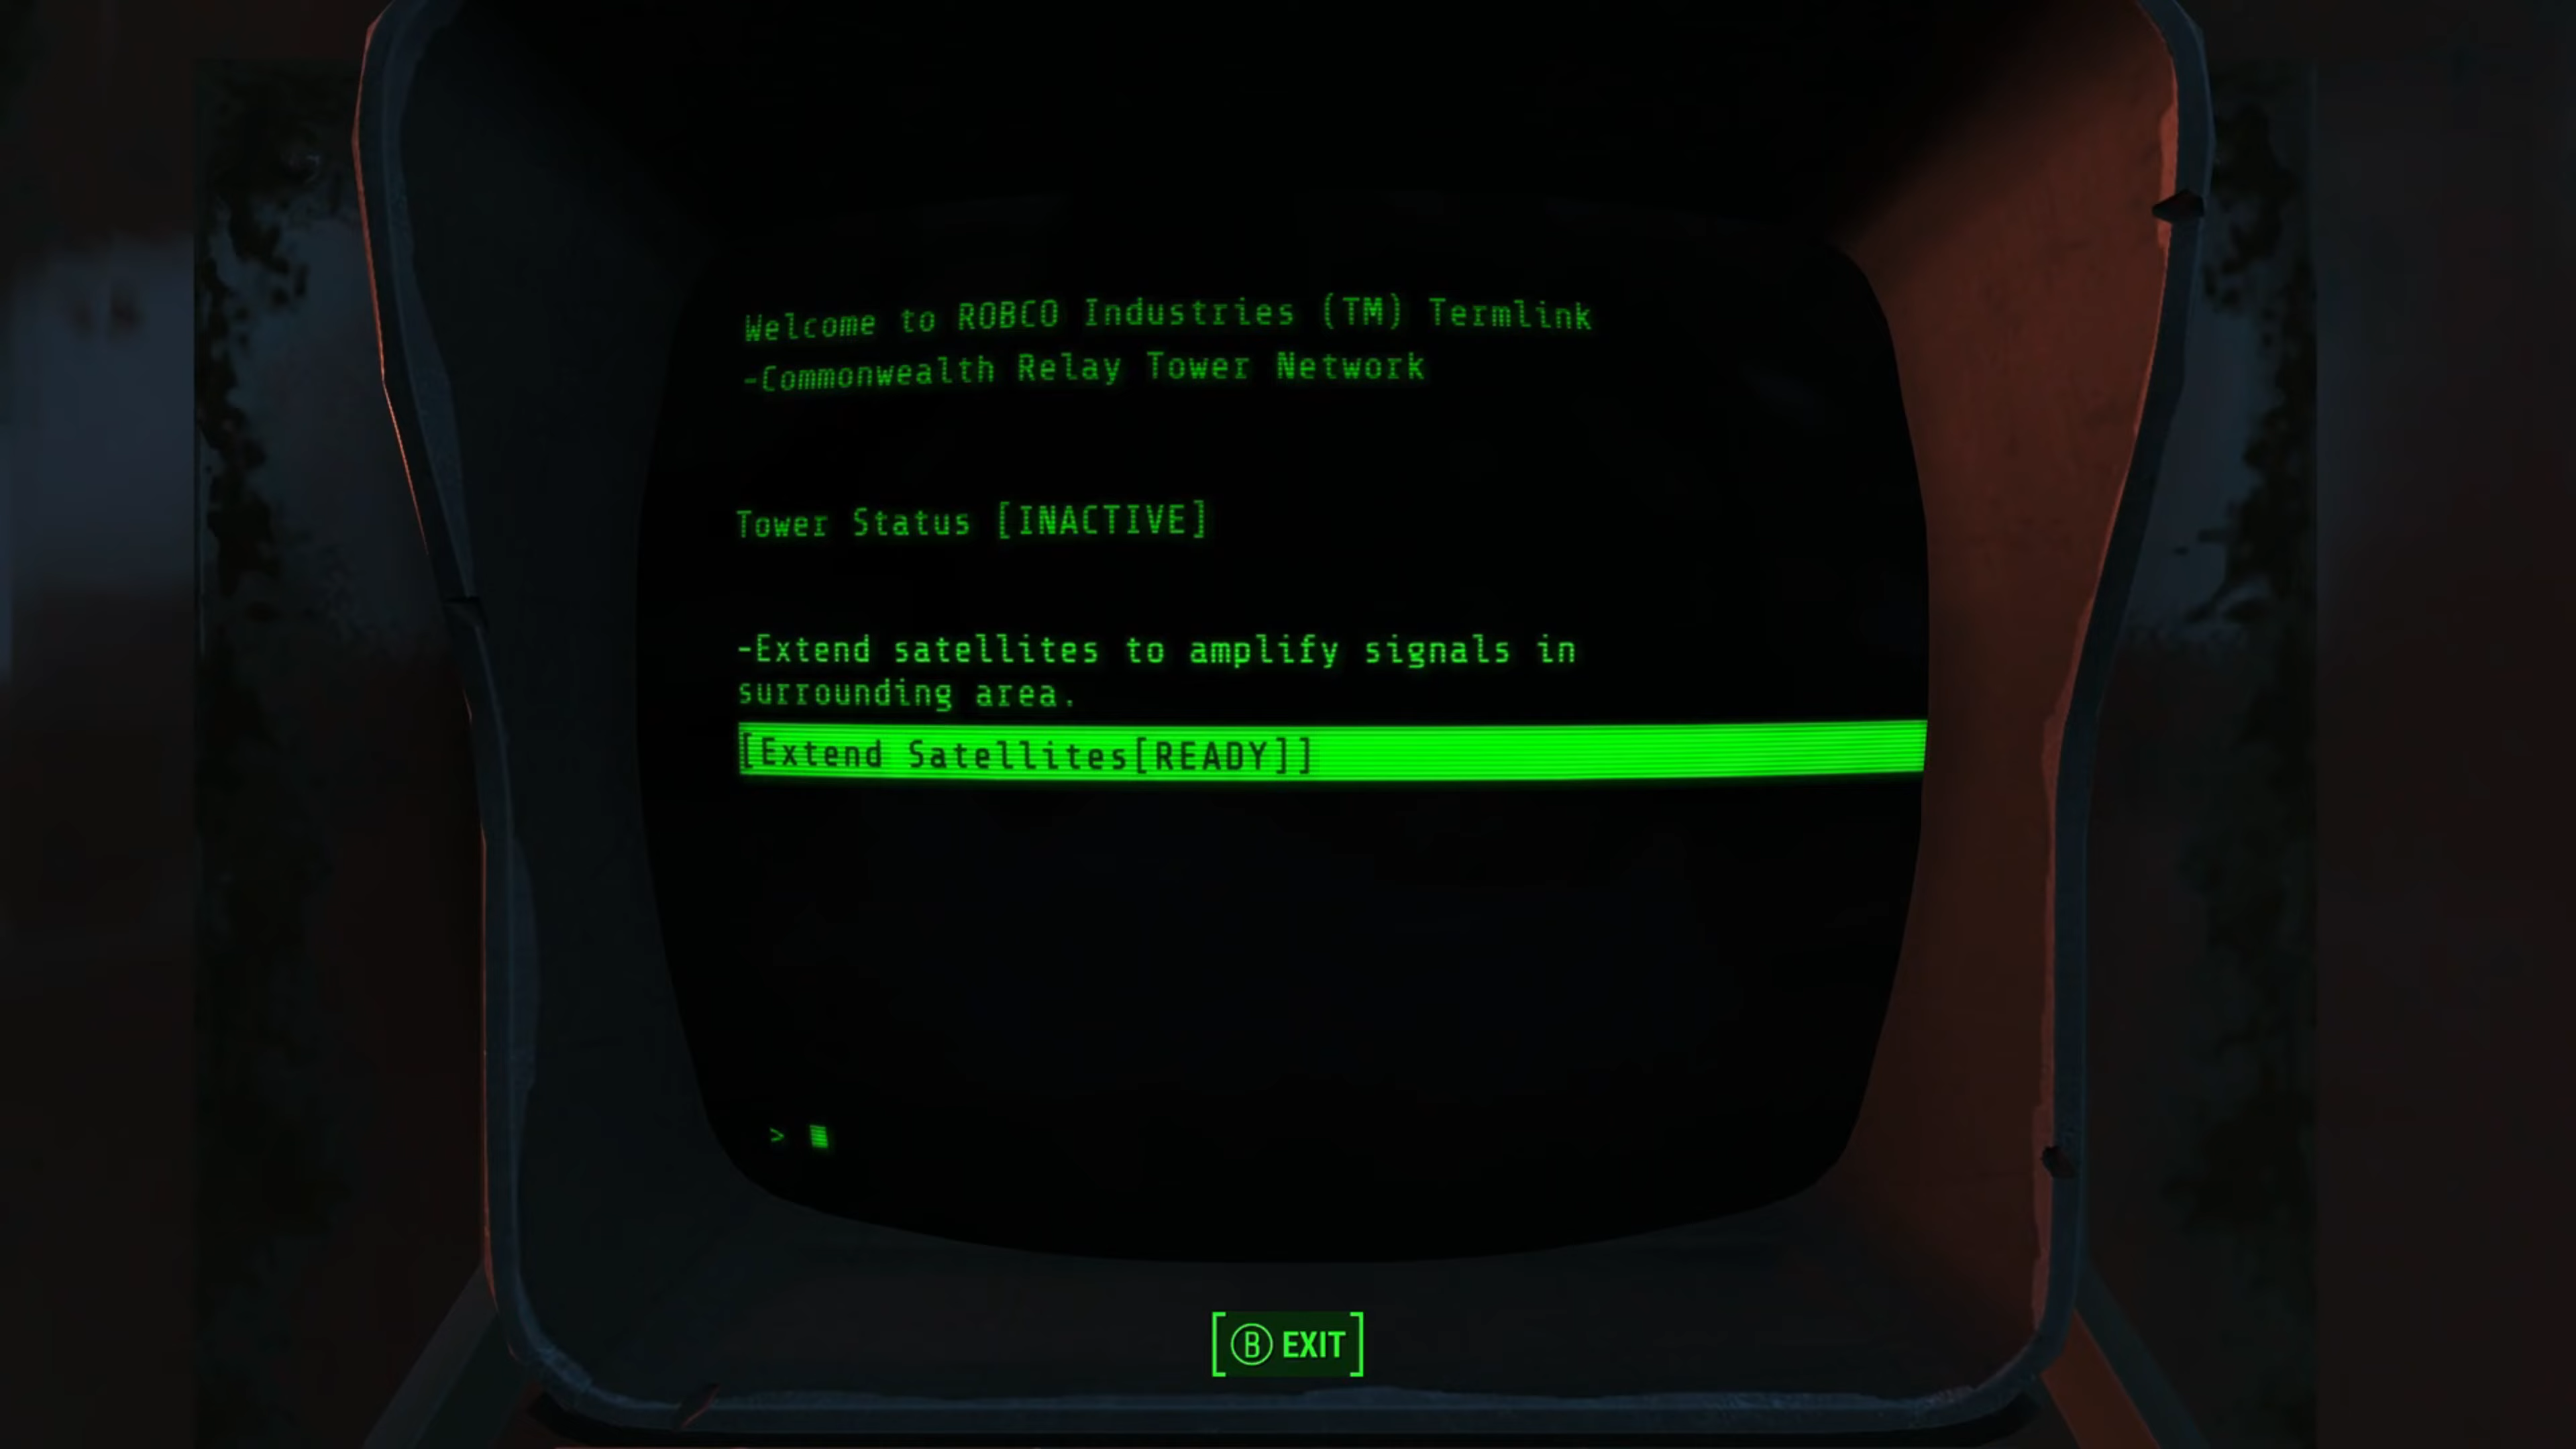 Welcome to ROBCO Industries (TM) Termlink
-Commonwealth Relay Tower Network
Tower Status [INACTIVE]
-Extend satellites to amplify signals in
surrounding area.
[Extend Satellites[READY]]
>
[Ⓑ EXIT]